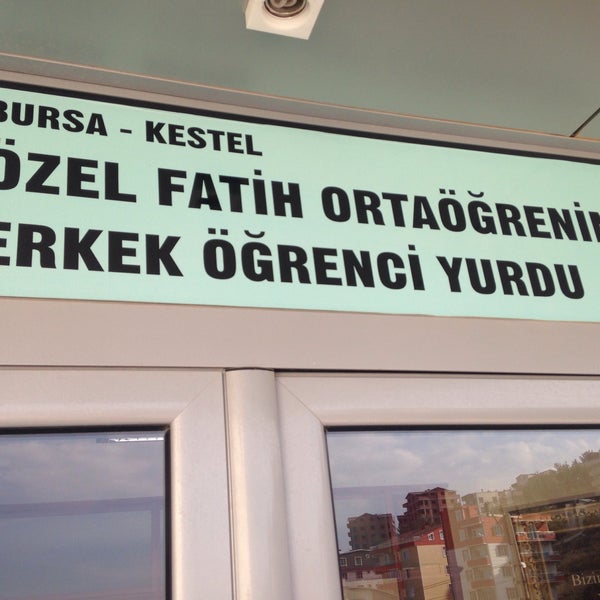 BURSA - KESTEL
ÖZEL FATİH ORTAÖĞRENİM
ERKEK ÖĞRENCİ YURDU